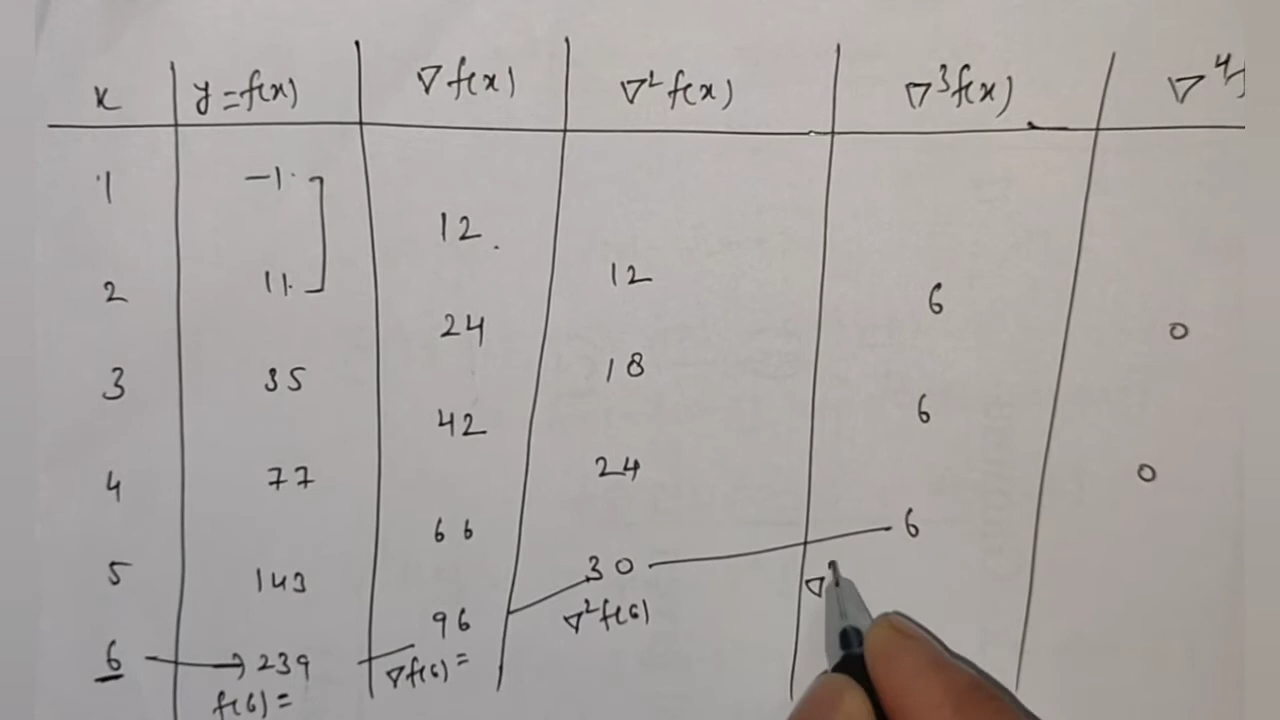 x y=f(x) ∇f(x) ∇²f(x) ∇³f(x) ∇⁴f
1 -1.
12.
2 11. 12 6
24 0
3 35 18
42 6
4 77 24 0
66 6
5 143 30
∇²f(6) ∇
96
6 239 ∇f(6)=
f(6)=